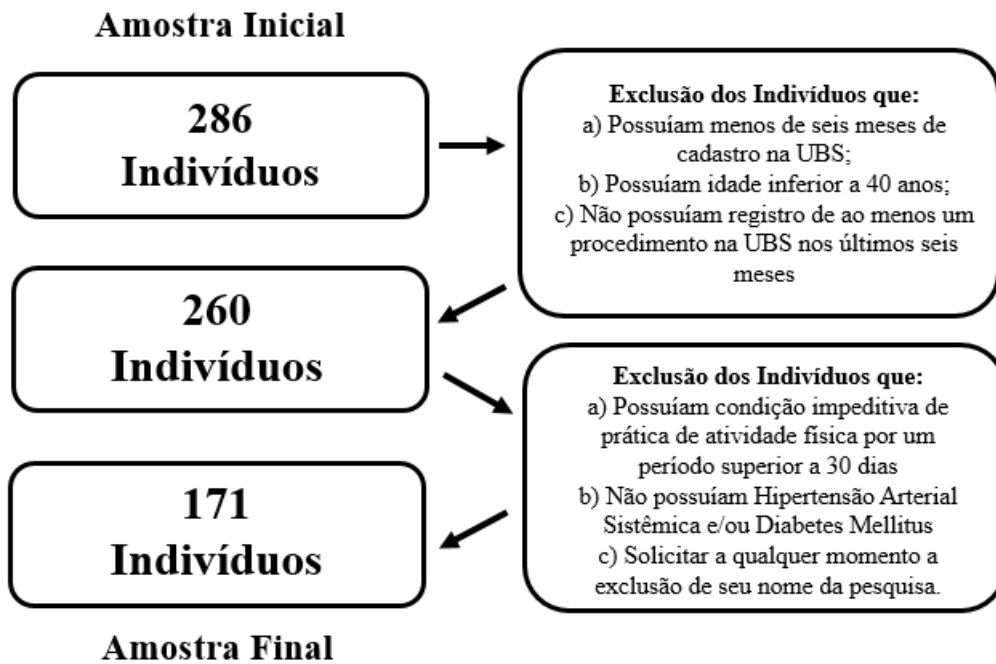 Amostra Inicial
286
Indivíduos
Exclusão dos Indivíduos que:
a) Possuíam menos de seis meses de
cadastro na UBS;
b) Possuíam idade inferior a 40 anos;
c) Não possuíam registro de ao menos um
procedimento na UBS nos últimos seis
meses
260
Indivíduos
Exclusão dos Indivíduos que:
a) Possuíam condição impeditiva de
prática de atividade física por um
período superior a 30 dias
b) Não possuíam Hipertensão Arterial
Sistêmica e/ou Diabetes Mellitus
c) Solicitar a qualquer momento a
exclusão de seu nome da pesquisa.
171
Indivíduos
Amostra Final